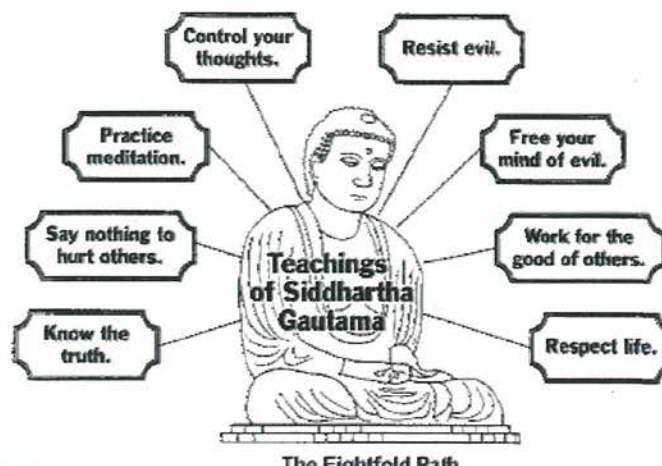 Control your
thoughts.
Resist evil.
Practice
meditation.
Free your
mind of evil.
Say nothing to
hurt others.
Work for the
good of others.
Teachings
of Siddhartha
Gautama
Know the
truth.
Respect life.
The Eightfold Path